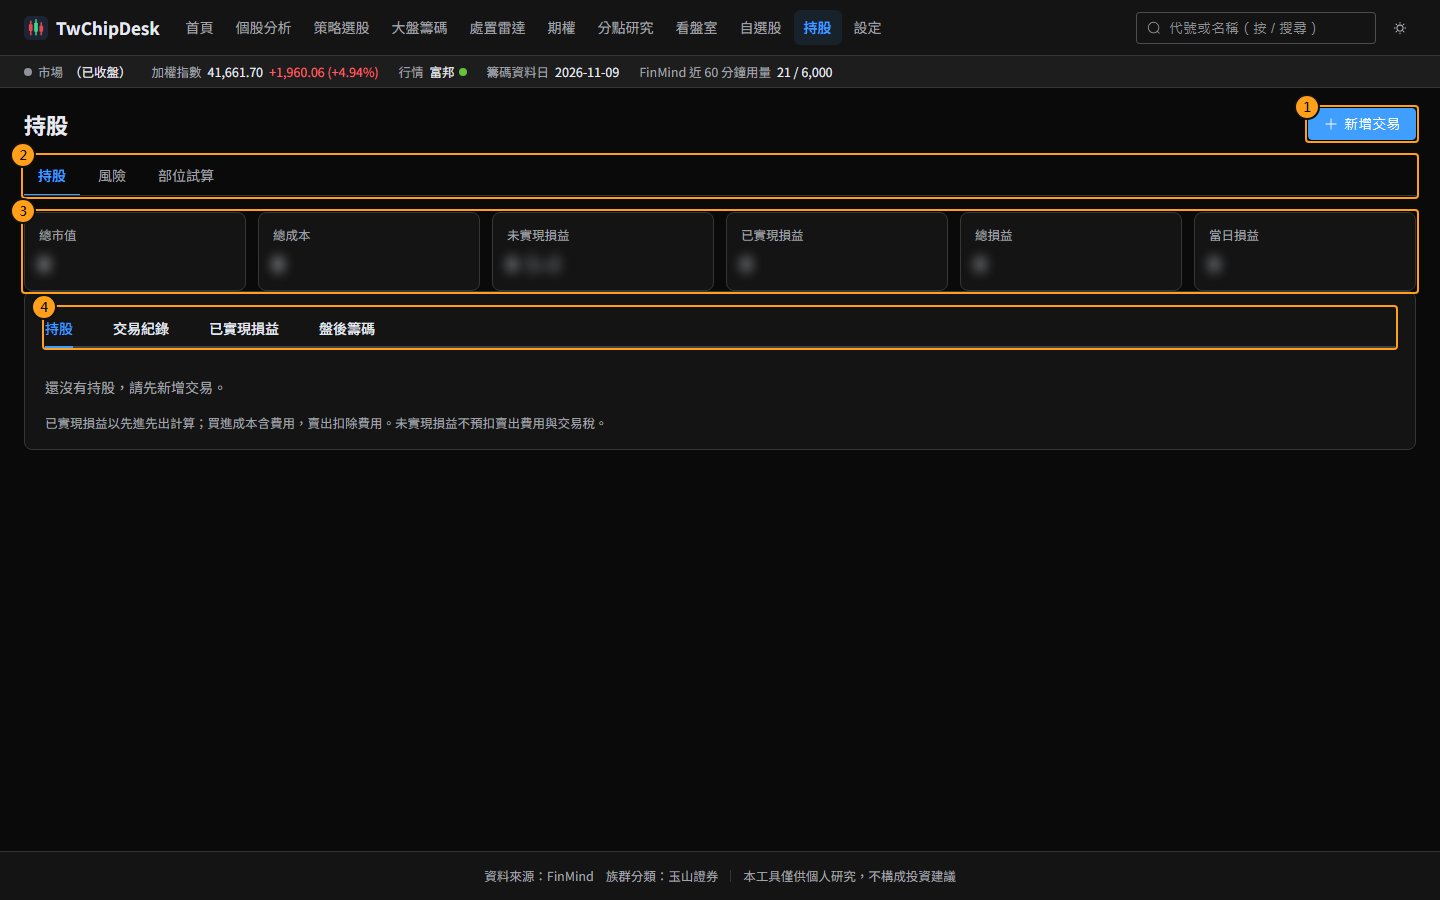 TwChipDesk 首頁 個股分析 策略選股 大盤籌碼 處置雷達 期權 分點研究 看盤室 自選股 持股 設定 代號或名稱（按 / 搜尋）
市場 （已收盤） 加權指數 41,661.70 +1,960.06 (+4.94%) 行情 富邦 籌碼資料日 2026-11-09 FinMind 近 60 分鐘用量 21 / 6,000
持股 1 新增交易
2
持股 風險 部位試算
3
總市值 總成本 未實現損益 已實現損益 總損益 當日損益
4
持股 交易紀錄 已實現損益 盤後籌碼
還沒有持股，請先新增交易。
已實現損益以先進先出計算；買進成本含費用，賣出扣除費用。未實現損益不預扣賣出費用與交易稅。
資料來源：FinMind 族群分類：玉山證券 本工具僅供個人研究，不構成投資建議